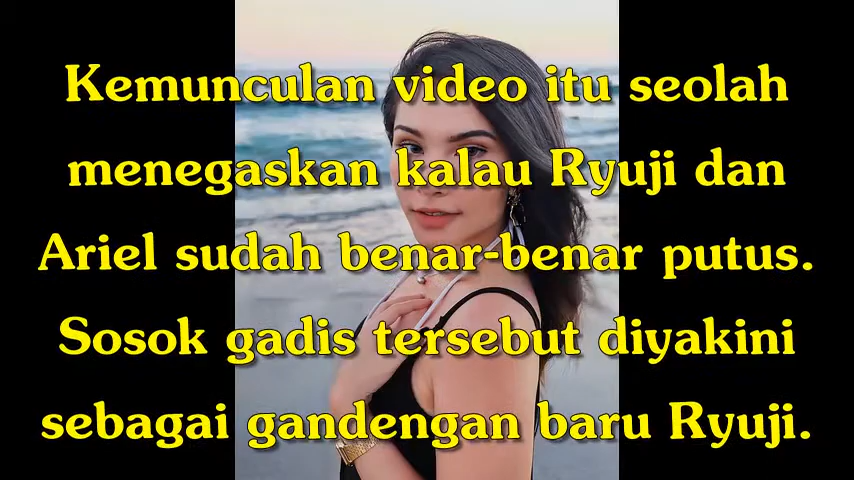 Kemunculan video itu seolah
menegaskan kalau Ryuji dan
Ariel sudah benar-benar putus.
Sosok gadis tersebut diyakini
sebagai gandengan baru Ryuji.